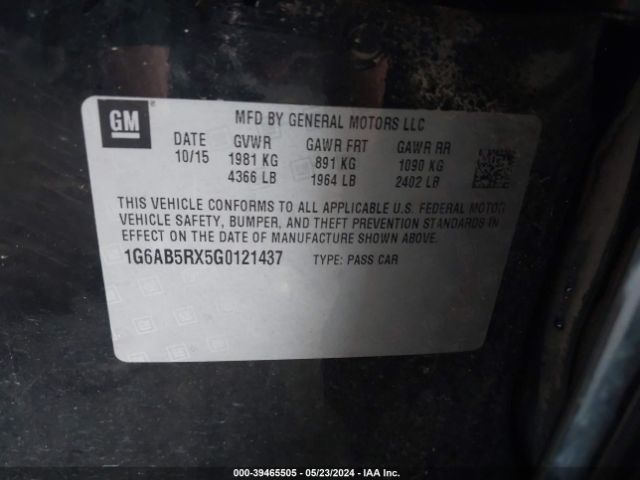 GM
MFD BY GENERAL MOTORS LLC
DATE GVWR GAWR FRT GAWR RR
10/15 1981 KG 891 KG 1090 KG
4366 LB 1964 LB 2402 LB
THIS VEHICLE CONFORMS TO ALL APPLICABLE U.S. FEDERAL MOTOR
VEHICLE SAFETY, BUMPER, AND THEFT PREVENTION STANDARDS IN
EFFECT ON THE DATE OF MANUFACTURE SHOWN ABOVE.
1G6AB5RX5G0121437 TYPE: PASS CAR
000-39465505 - 05/23/2024 - IAA Inc.